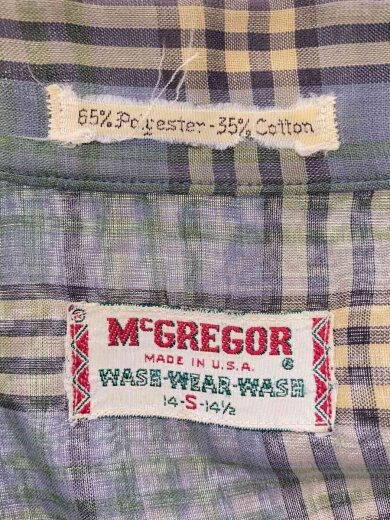 65% Polyester - 35% Cotton
McGREGOR
®
MADE IN U.S.A.
WASH-WEAR-WASH
14-S-14½